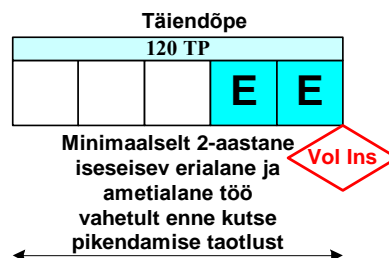 Täiendõpe
120 TP
E E
Minimaalselt 2-aastane
iseseisev erialane ja
ametialane töö
vahetult enne kutse
pikendamise taotlust
Vol Ins